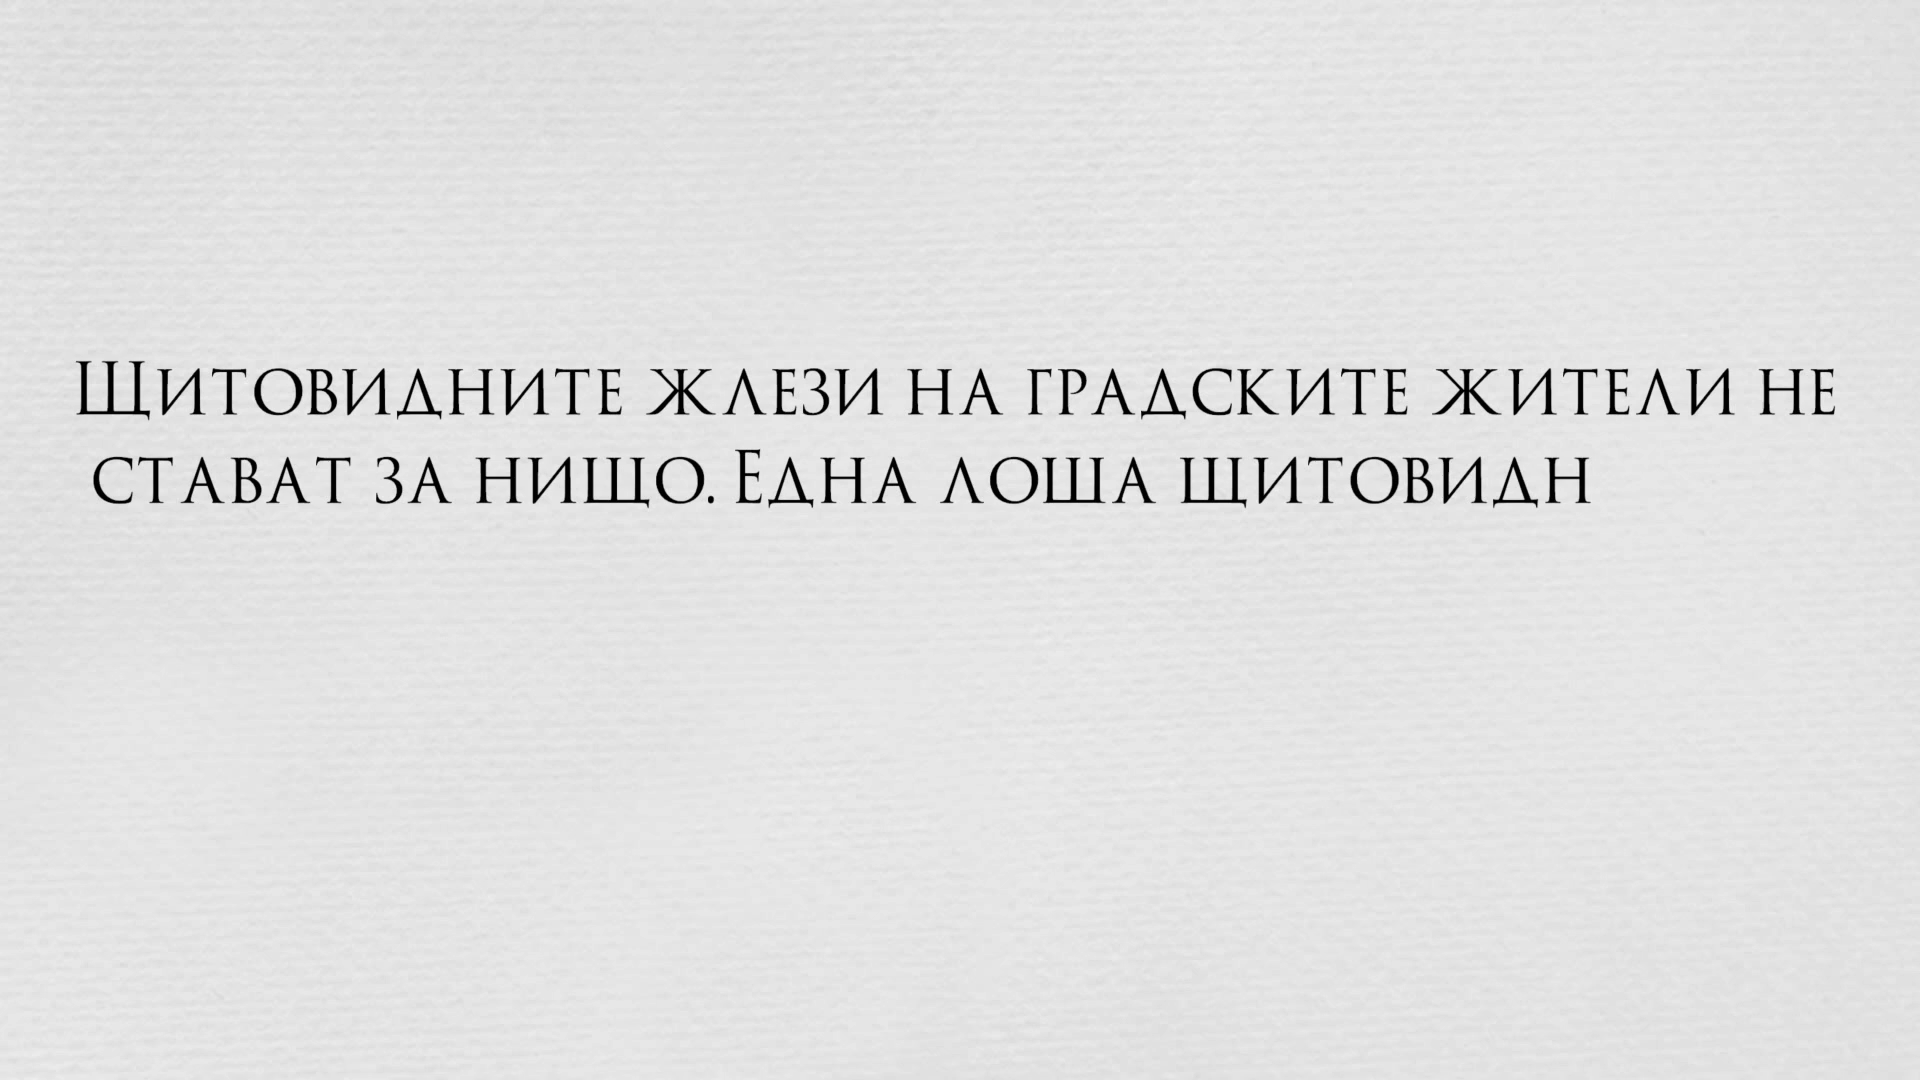 Щитовидните жлези на градските жители не
стават за нищо. Една лоша щитовидн